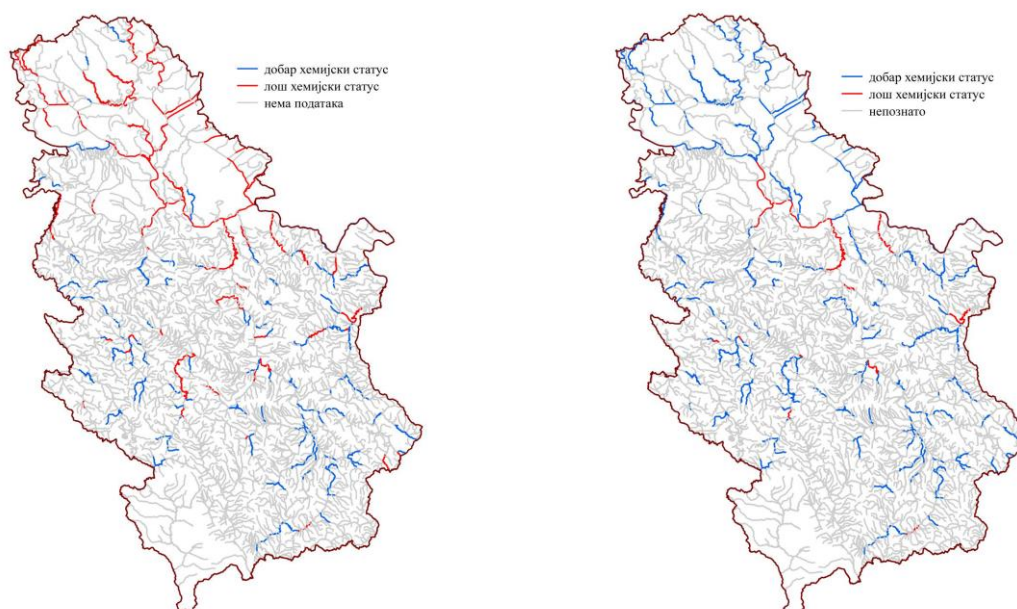 добар хемијски статус
лош хемијски статус
нема података
добар хемијски статус
лош хемијски статус
непознато